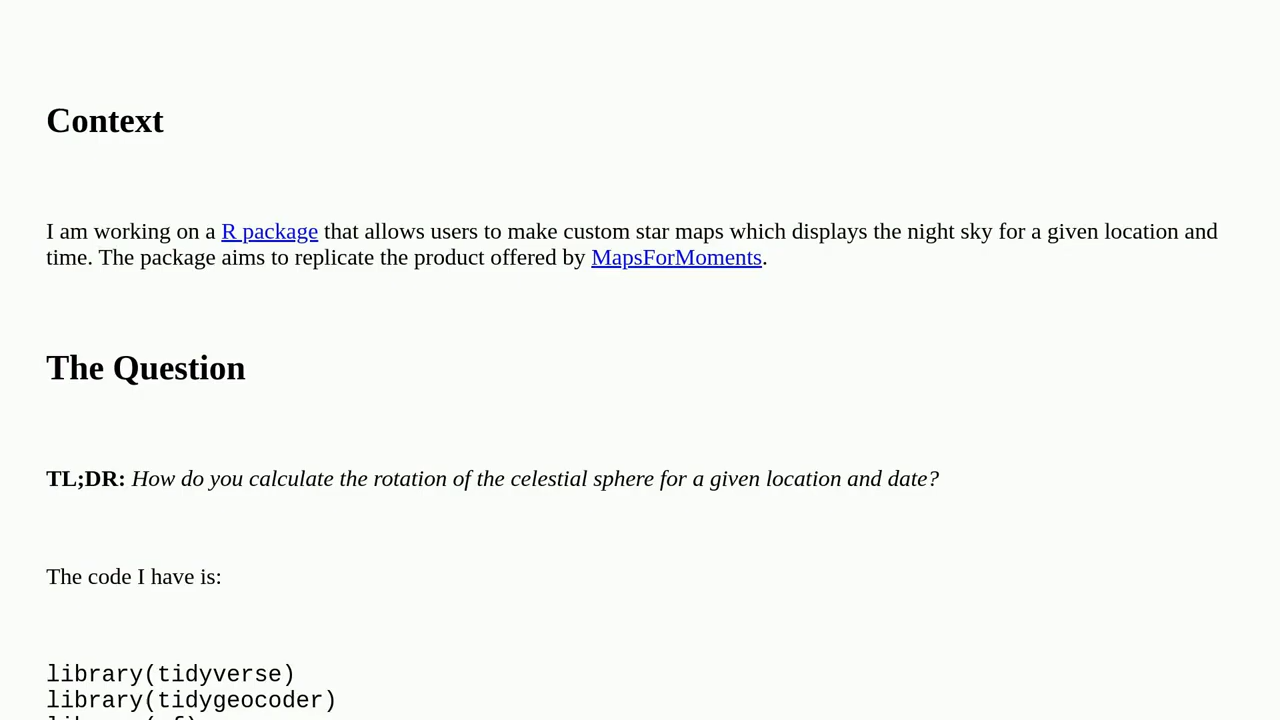 Context
I am working on a R package that allows users to make custom star maps which displays the night sky for a given location and
time. The package aims to replicate the product offered by MapsForMoments.
The Question
TL;DR: How do you calculate the rotation of the celestial sphere for a given location and date?
The code I have is:
library(tidyverse)
library(tidygeocoder)